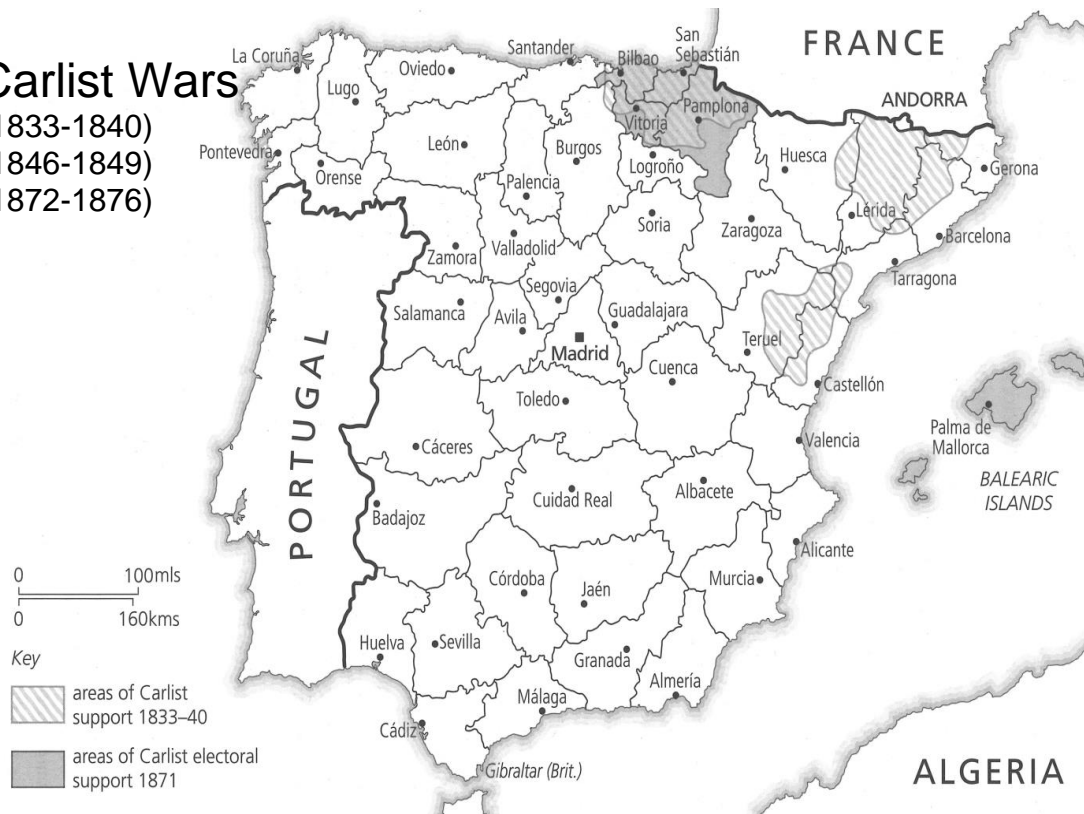 Carlist Wars
1833-1840)
1846-1849)
1872-1876)
FRANCE
ANDORRA
PORTUGAL
ALGERIA
La Coruña
Lugo
Oviedo
Santander
Bilbao
San
Sebastián
Vitoria
Pamplona
Pontevedra
Orense
León
Palencia
Burgos
Logroño
Huesca
Gerona
Zamora
Valladolid
Soria
Zaragoza
Lérida
Barcelona
Tarragona
Salamanca
Avila
Segovia
Guadalajara
Madrid
Teruel
Cuenca
Castellón
Toledo
Cáceres
Valencia
Palma de
Mallorca
BALEARIC
ISLANDS
Badajoz
Cuidad Real
Albacete
Alicante
Córdoba
Jaén
Murcia
Huelva
Sevilla
Granada
Almería
Málaga
Cádiz
Gibraltar (Brit.)
0 100mls
0 160kms
Key
areas of Carlist
support 1833–40
areas of Carlist electoral
support 1871